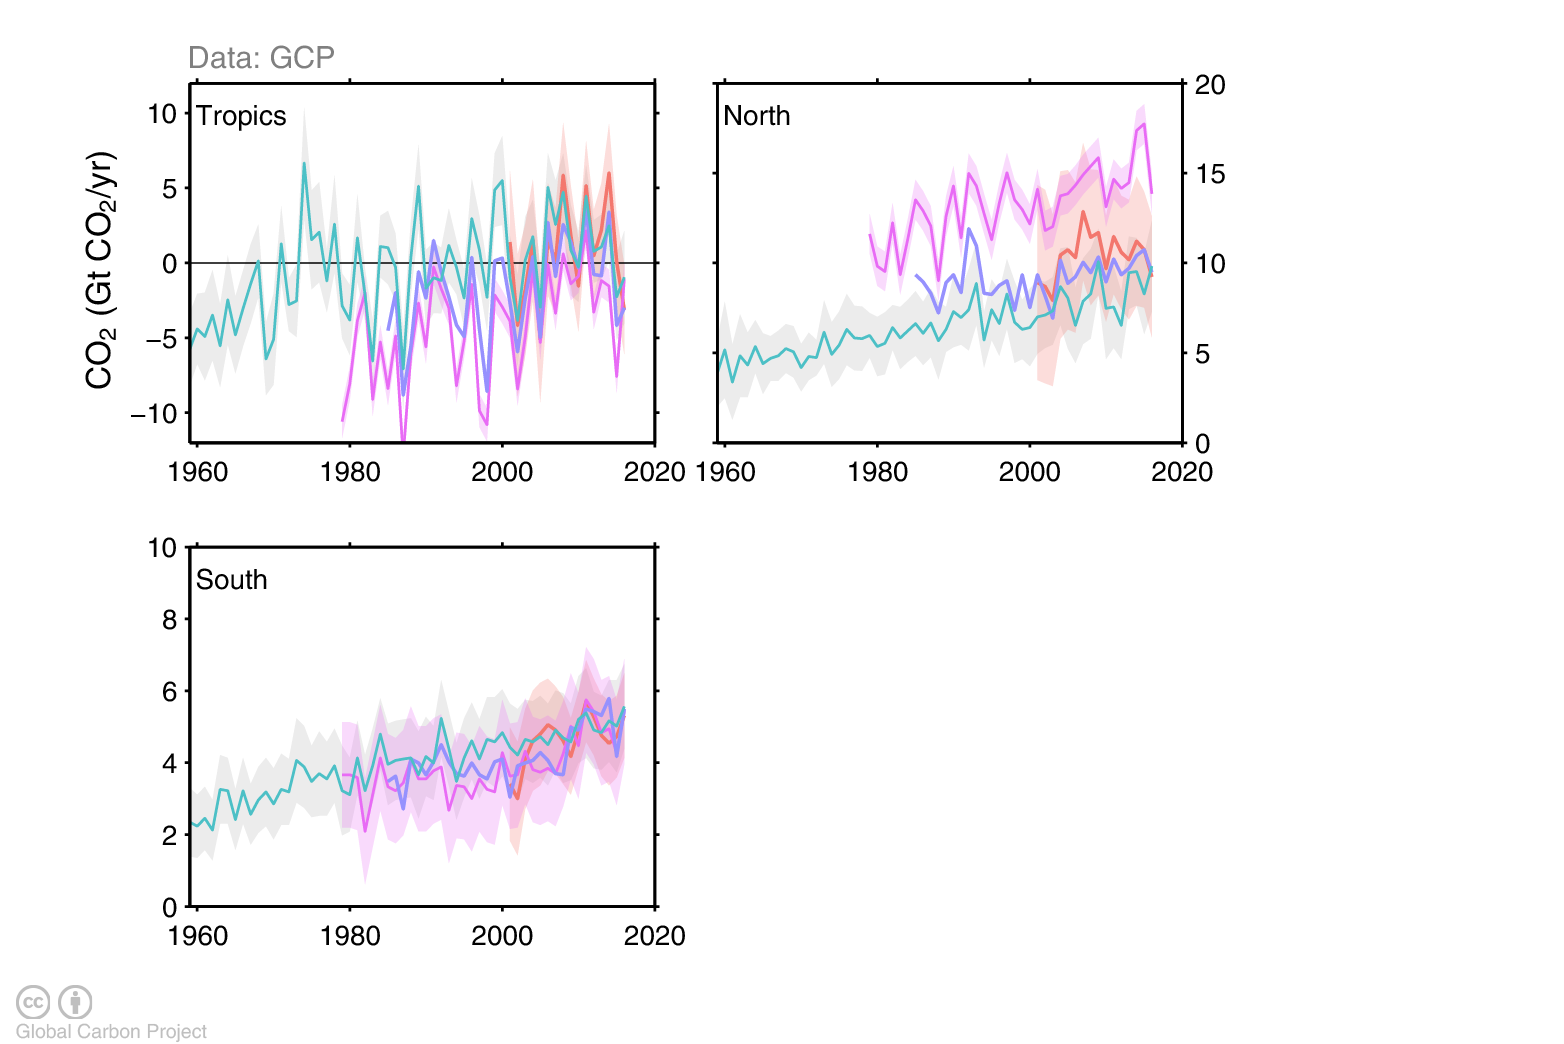 Data: GCP
Tropics
North
CO2 (Gt CO2/yr)
10
5
0
−5
−10
20
15
10
5
0
1960 1980 2000 2020 1960 1980 2000 2020
South
10
8
6
4
2
0
1960 1980 2000 2020
cc
Global Carbon Project